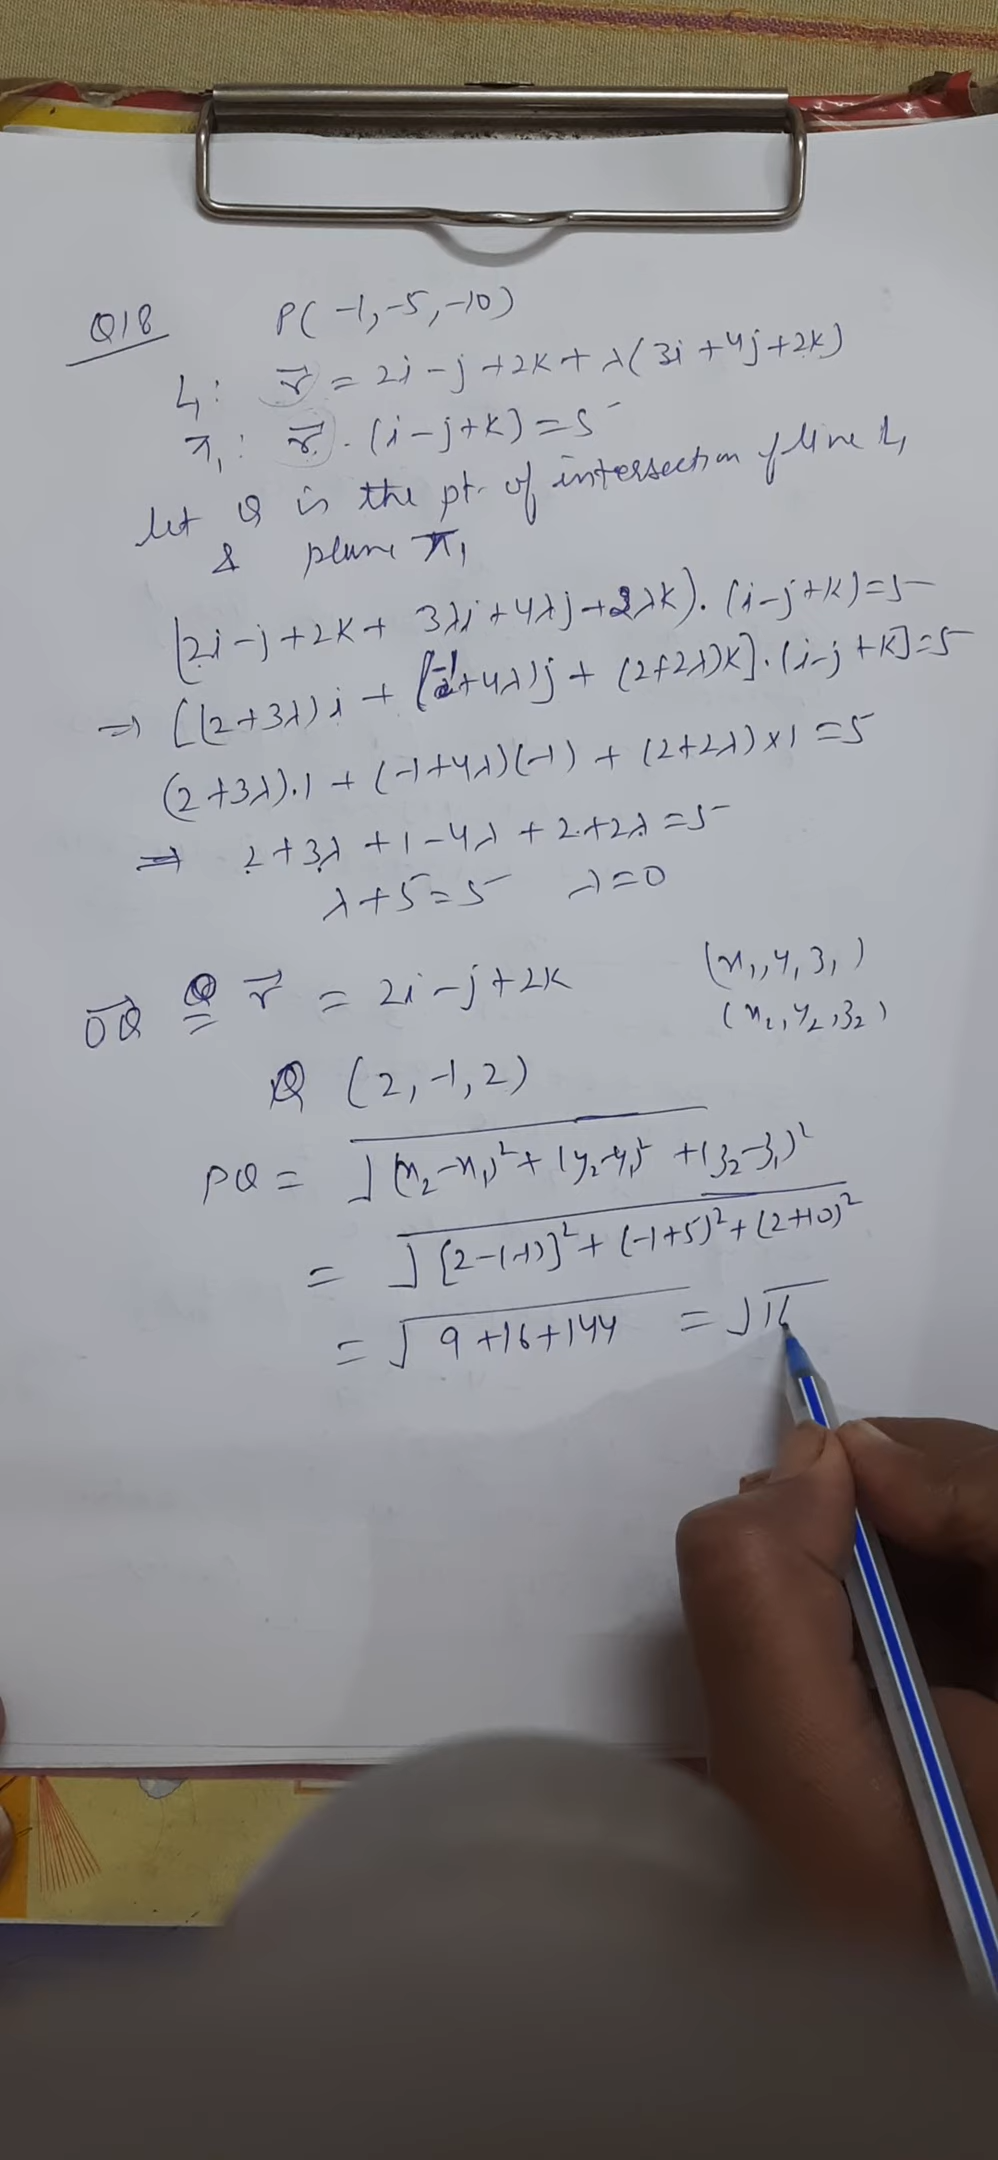 Q18 P(-1,-5,-10)
L₁: r⃗ = 2i-j+2k+λ(3i+4j+2k)
π₁: r⃗.(i-j+k)=5
let Q is the pt. of intersection of line L₁
& plane π₁
[2i-j+2k+ 3λi+4λj+2λk).(i-j+k)=5
⇒ [(2+3λ)i+(-1+4λ)j+(2+2λ)k].(i-j+k]=5
(2+3λ).1+(-1+4λ)(-1)+(2+2λ)×1=5
⇒ 2+3λ+1-4λ+2+2λ=5
λ+5=5 λ=0
OQ⃗ Q r⃗ = 2i-j+2k (x₁,y,z₁)
(x₂,y₂,z₂)
Q (2,-1,2)
PQ = √(x₂-x₁)²+(y₂-y₁)²+(z₂-z₁)²
= √[2-(-1)]²+(-1+5)²+(2+10)²
= √9+16+144 = √16